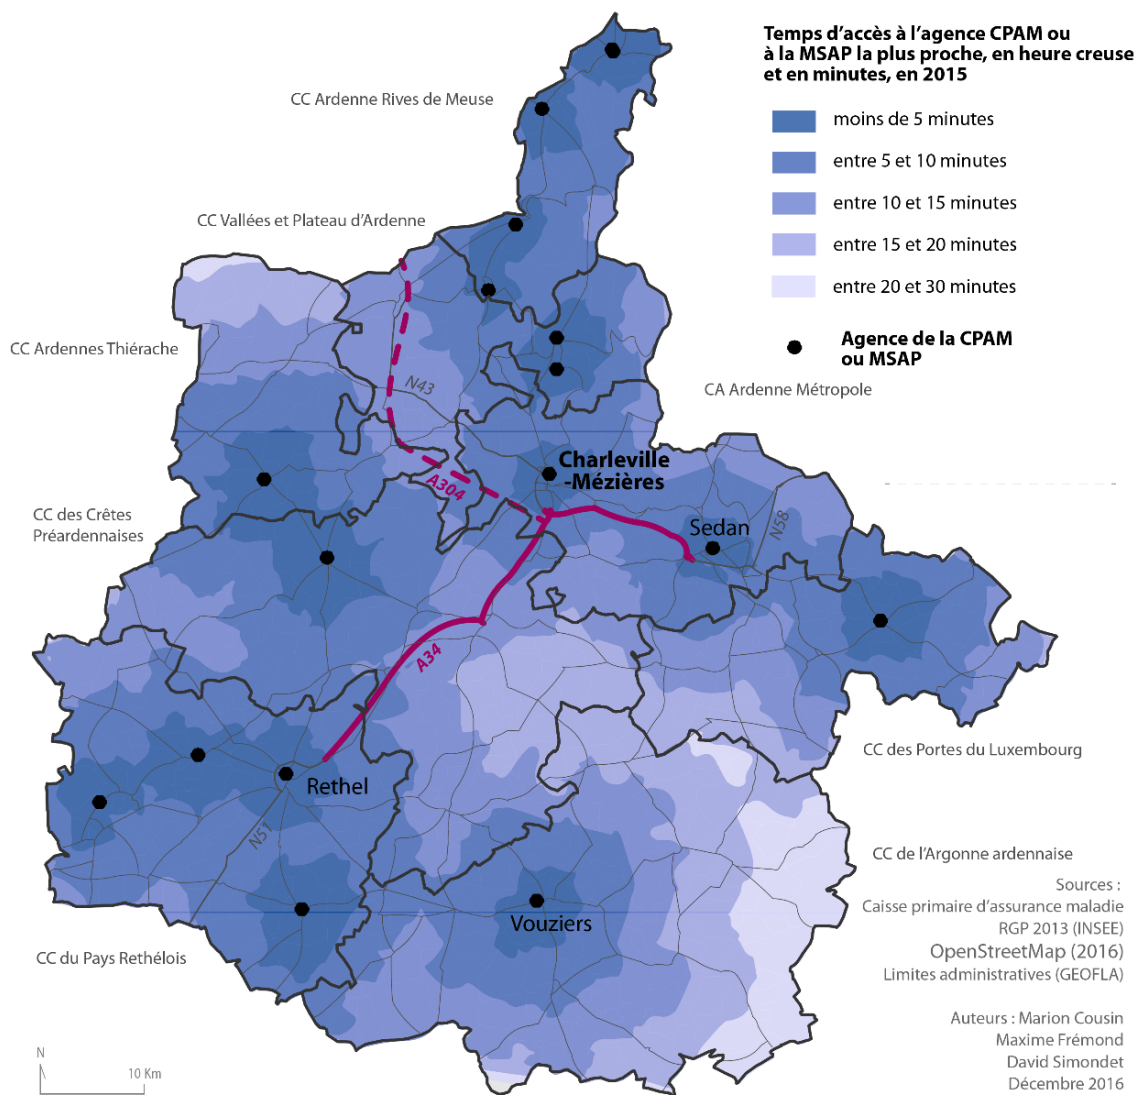 Temps d’accès à l’agence CPAM ou
à la MSAP la plus proche, en heure creuse
et en minutes, en 2015
moins de 5 minutes
entre 5 et 10 minutes
entre 10 et 15 minutes
entre 15 et 20 minutes
entre 20 et 30 minutes
Agence de la CPAM
ou MSAP
CC Ardenne Rives de Meuse
CC Vallées et Plateau d’Ardenne
CC Ardennes Thiérache
CA Ardenne Métropole
N43
Charleville
-Mézières
A304
CC des Crêtes
Préardennaises
Sedan
N58
A34
CC des Portes du Luxembourg
Rethel
N51
CC de l’Argonne ardennaise
Vouziers
CC du Pays Rethélois
Sources :
Caisse primaire d’assurance maladie
RGP 2013 (INSEE)
OpenStreetMap (2016)
Limites administratives (GEOFLA)
Auteurs : Marion Cousin
Maxime Frémond
David Simondet
Décembre 2016
N
10 Km